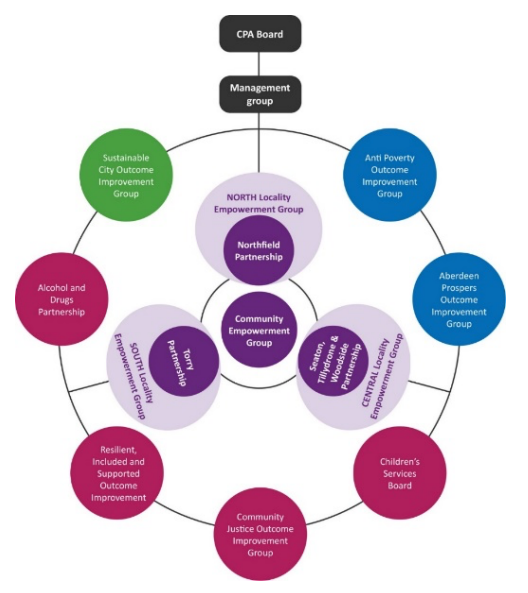 CPA Board
Management
group
Sustainable
City Outcome
Improvement
Group
Anti Poverty
Outcome
Improvement
Group
NORTH Locality
Empowerment Group
Northfield
Partnership
Alcohol and
Drugs
Partnership
Aberdeen
Prospers
Outcome
Improvement
Group
Community
Empowerment
Group
SOUTH Locality
Empowerment Group
Torry
Partnership
Seaton,
Tillydrone &
Woodside
Partnership
CENTRAL Locality
Empowerment Group
Resilient,
Included and
Supported
Outcome
Improvement
Children's
Services
Board
Community
Justice Outcome
Improvement
Group